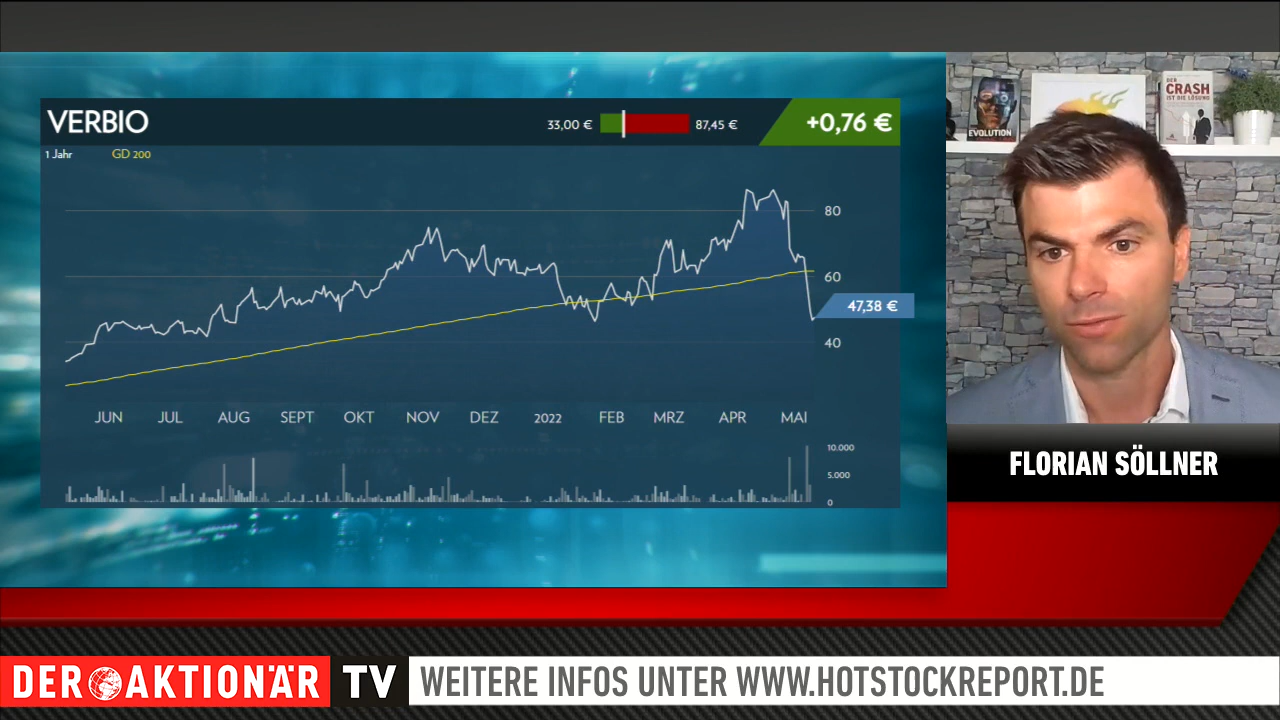 VERBIO
33,00 €
87,45 €
+0,76 €
1 Jahr
GD 200
80
60
47,38 €
40
JUN JUL AUG SEPT OKT NOV DEZ 2022 FEB MRZ APR MAI
10.000
5.000
0
EVOLUTION
DER
CRASH
IST DIE LÖSUNG
FLORIAN SÖLLNER
DER AKTIONÄR TV
WEITERE INFOS UNTER WWW.HOTSTOCKREPORT.DE